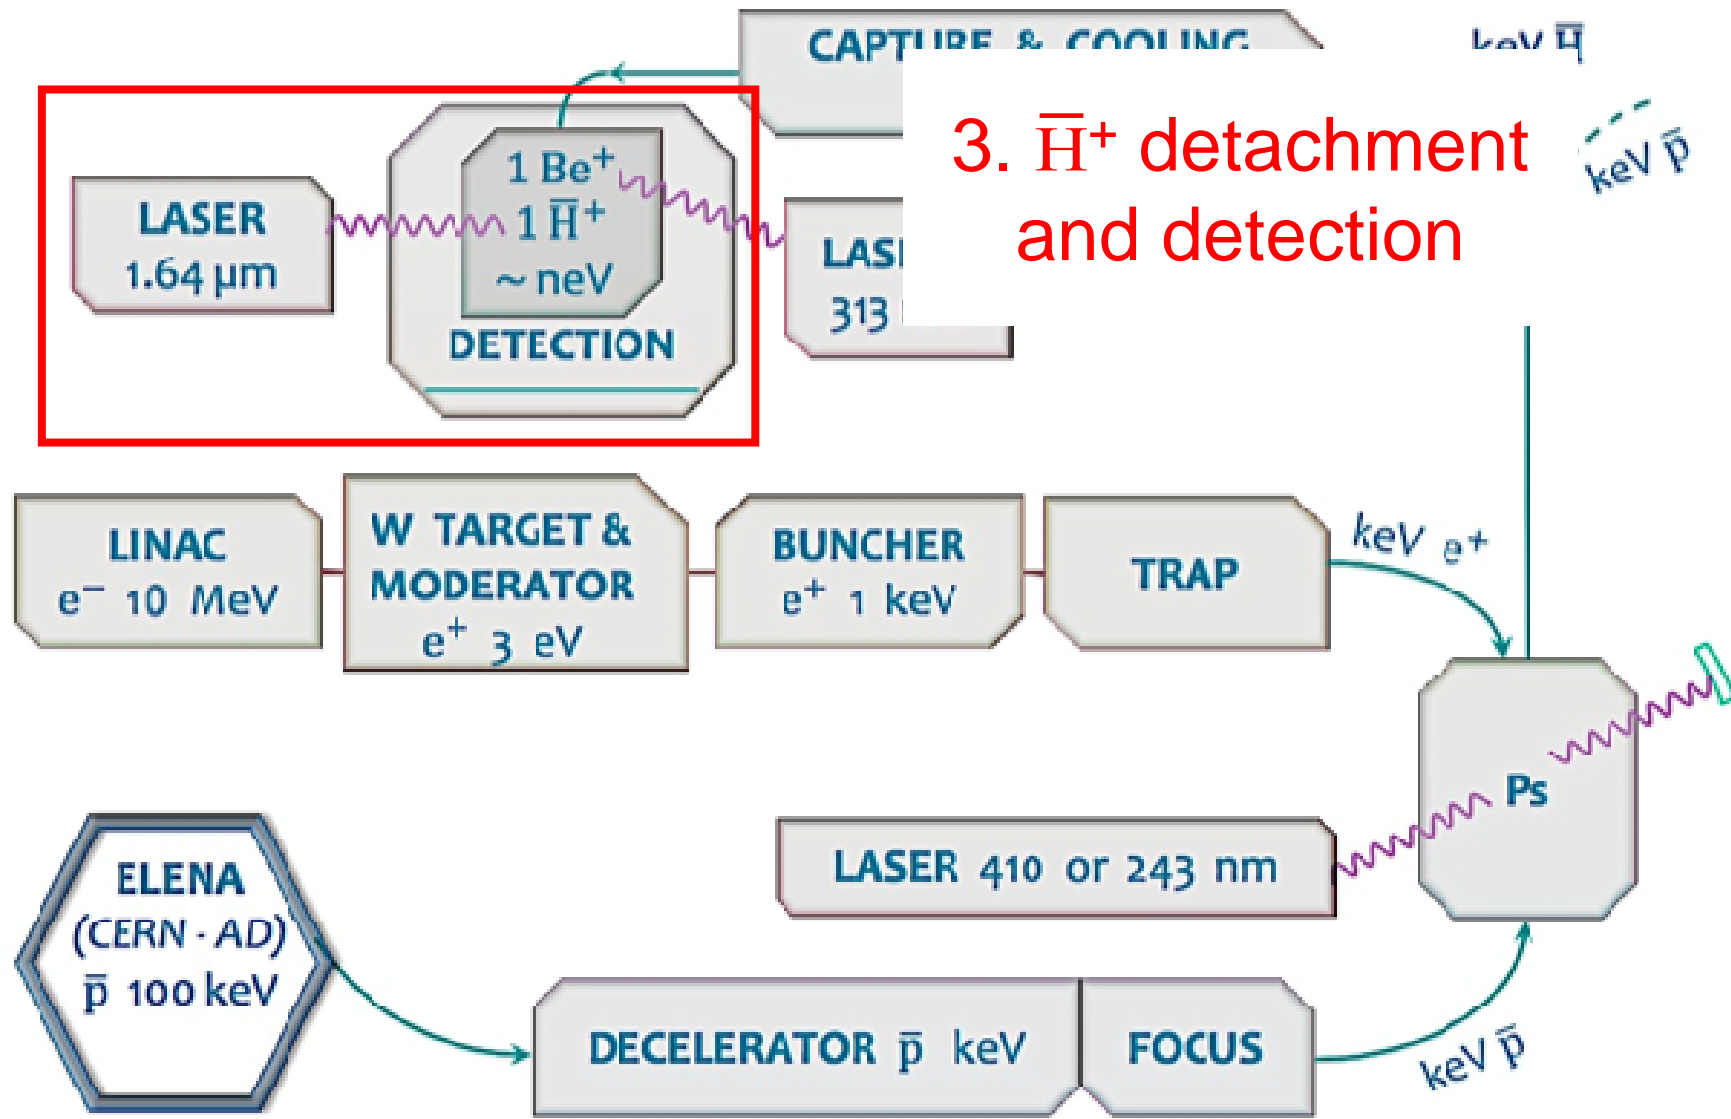 CAPTURE & COOLING
keV H̅
3. H̅⁺ detachment
and detection
keV p̅
1 Be⁺
1 H̅⁺
~ neV
DETECTION
LASER
1.64 µm
313
LINAC
e⁻ 10 MeV
W TARGET &
MODERATOR
e⁺ 3 eV
BUNCHER
e⁺ 1 keV
TRAP
keV e⁺
Ps
LASER 410 or 243 nm
ELENA
(CERN - AD)
p̅ 100 keV
DECELERATOR p̅ keV
FOCUS
keV p̅